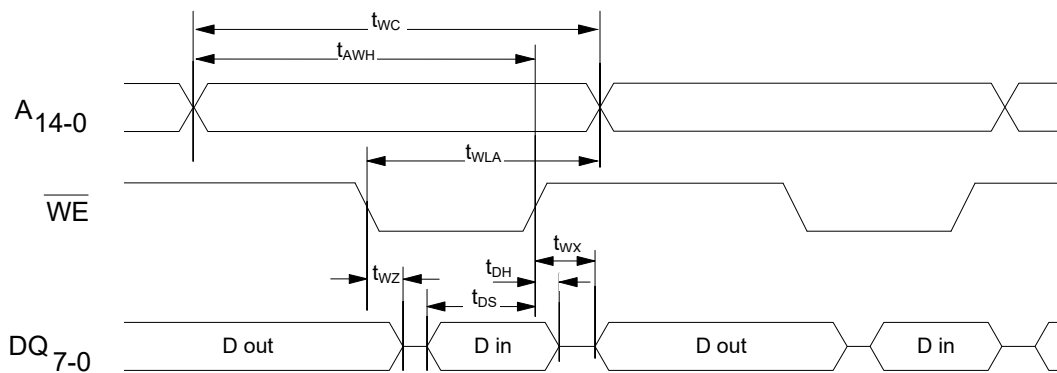 tWC
tAWH
A14-0
tWLA
WE
tWX
tWZ
tDH
tDS
DQ7-0
D out
D in
D out
D in